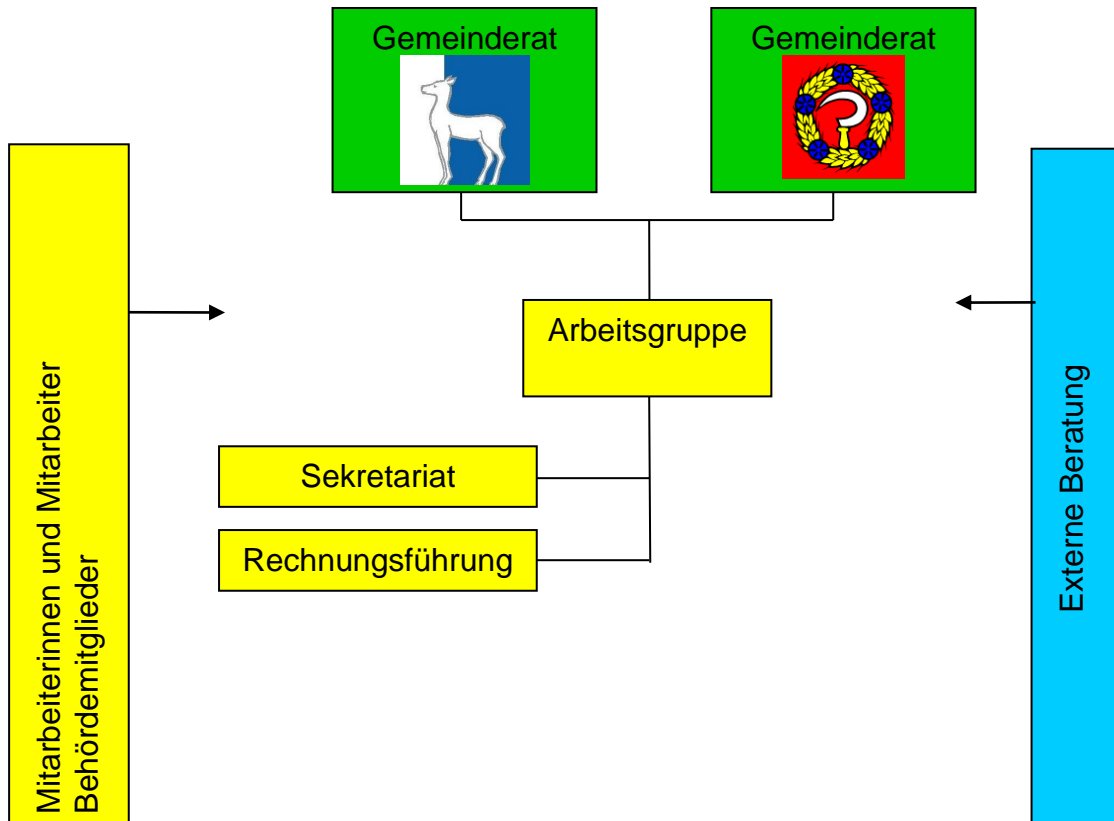 Gemeinderat
Gemeinderat
Mitarbeiterinnen und Mitarbeiter
Behördemitglieder
Arbeitsgruppe
Sekretariat
Rechnungsführung
Externe Beratung